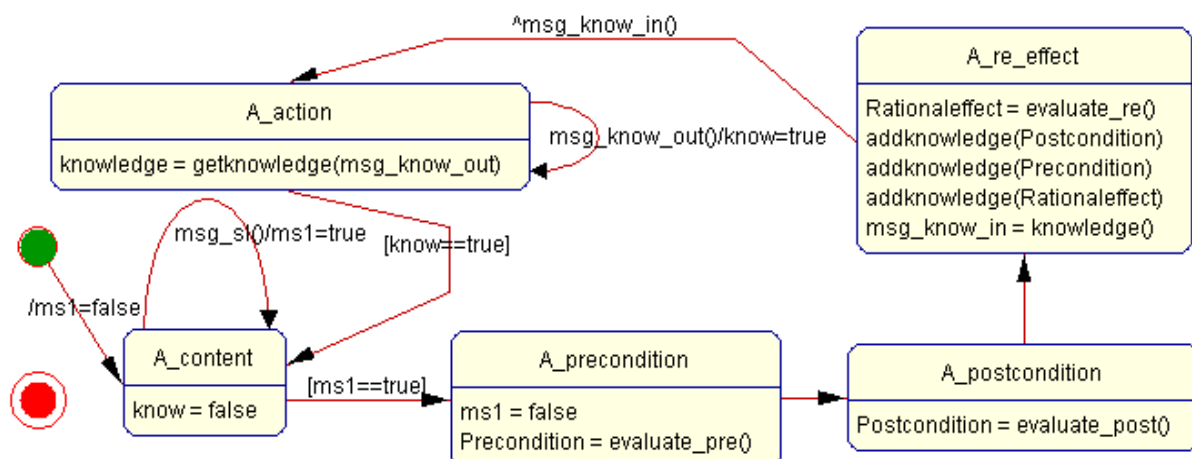 ^msg_know_in()
A_re_effect
Rationaleffect = evaluate_re()
addknowledge(Postcondition)
addknowledge(Precondition)
addknowledge(Rationaleffect)
msg_know_in = knowledge()
A_action
knowledge = getknowledge(msg_know_out)
msg_know_out()/know=true
msg_sl()/ms1=true
[know==true]
/ms1=false
A_content
know = false
[ms1==true]
A_precondition
ms1 = false
Precondition = evaluate_pre()
A_postcondition
Postcondition = evaluate_post()